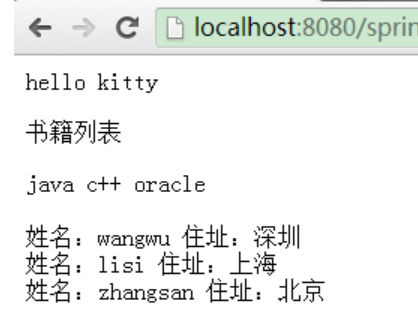 localhost:8080/sprin
hello kitty
书籍列表
java c++ oracle
姓名：wangwu 住址：深圳
姓名：lisi 住址：上海
姓名：zhangsan 住址：北京